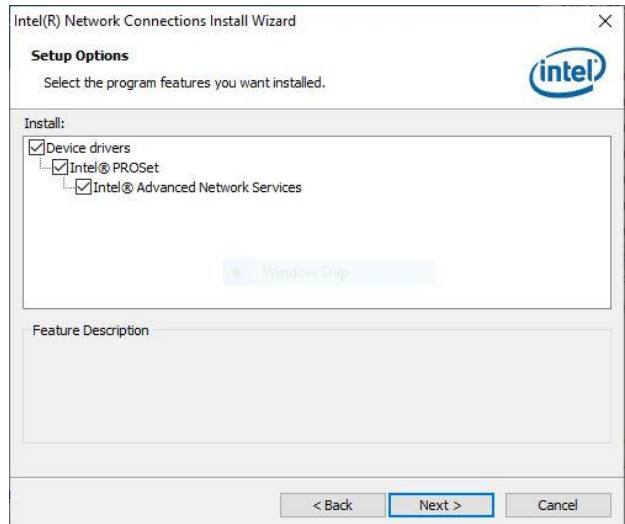 Intel(R) Network Connections Install Wizard
Setup Options
Select the program features you want installed.
intel
Install:
Device drivers
Intel® PROSet
Intel® Advanced Network Services
Window Snip
Feature Description
< Back
Next >
Cancel